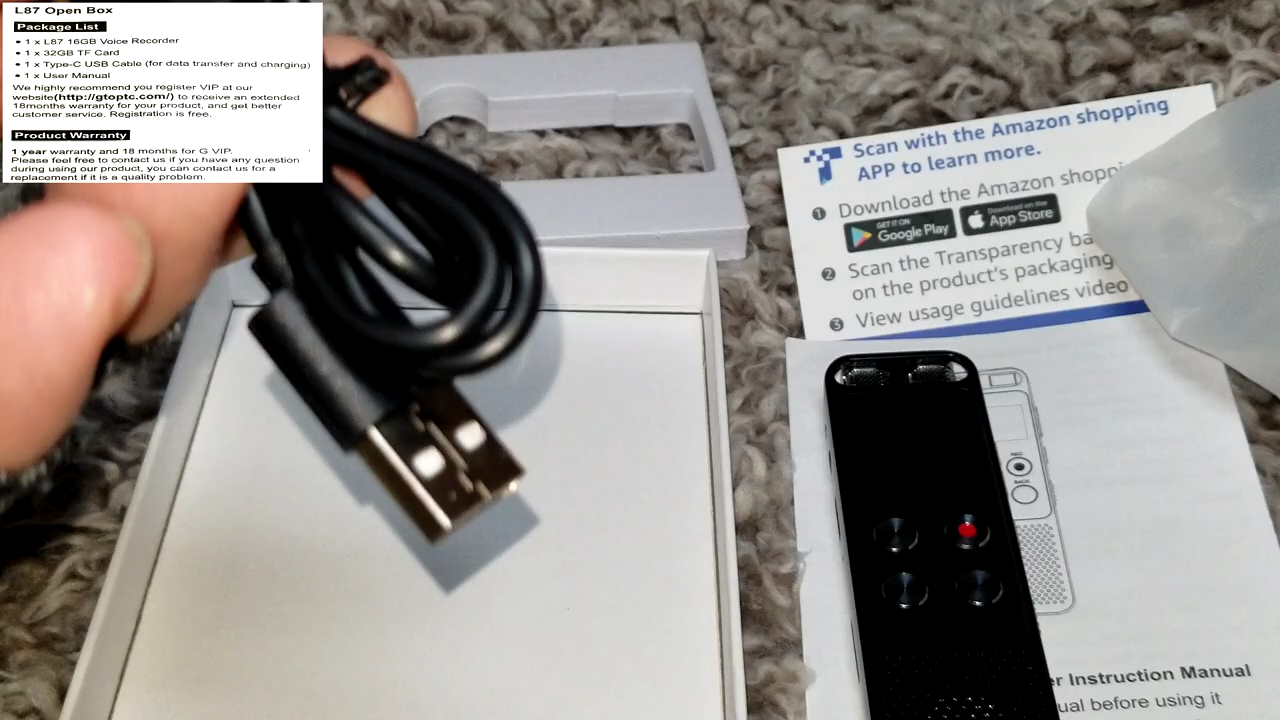 L87 Open Box
Package List
• 1 x L87 16GB Voice Recorder
• 1 x 32GB TF Card
• 1 x Type-C USB Cable (for data transfer and charging)
• 1 x User Manual
We highly recommend you register VIP at our
website(http://gtoptc.com/) to receive an extended
18months warranty for your product, and get better
customer service. Registration is free.
Product Warranty
1 year warranty and 18 months for G VIP.
Please feel free to contact us if you have any question
during using our product, you can contact us for a
replacement if it is a quality problem.
Scan with the Amazon shopping
APP to learn more.
1 Download the Amazon shoppi
GET IT ON
Google Play
Download on the
App Store
2 Scan the Transparency ba
on the product's packaging
3 View usage guidelines video
REC
BACK
er Instruction Manual
ual before using it